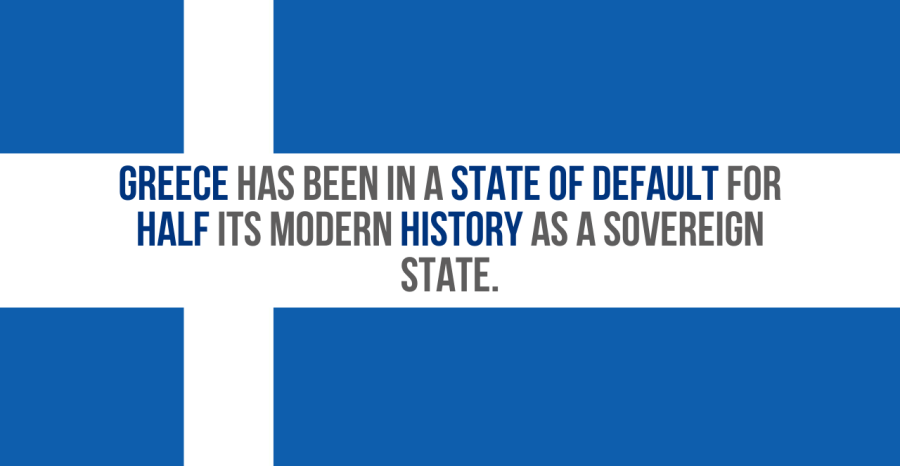 GREECE HAS BEEN IN A STATE OF DEFAULT FOR
HALF ITS MODERN HISTORY AS A SOVEREIGN
STATE.